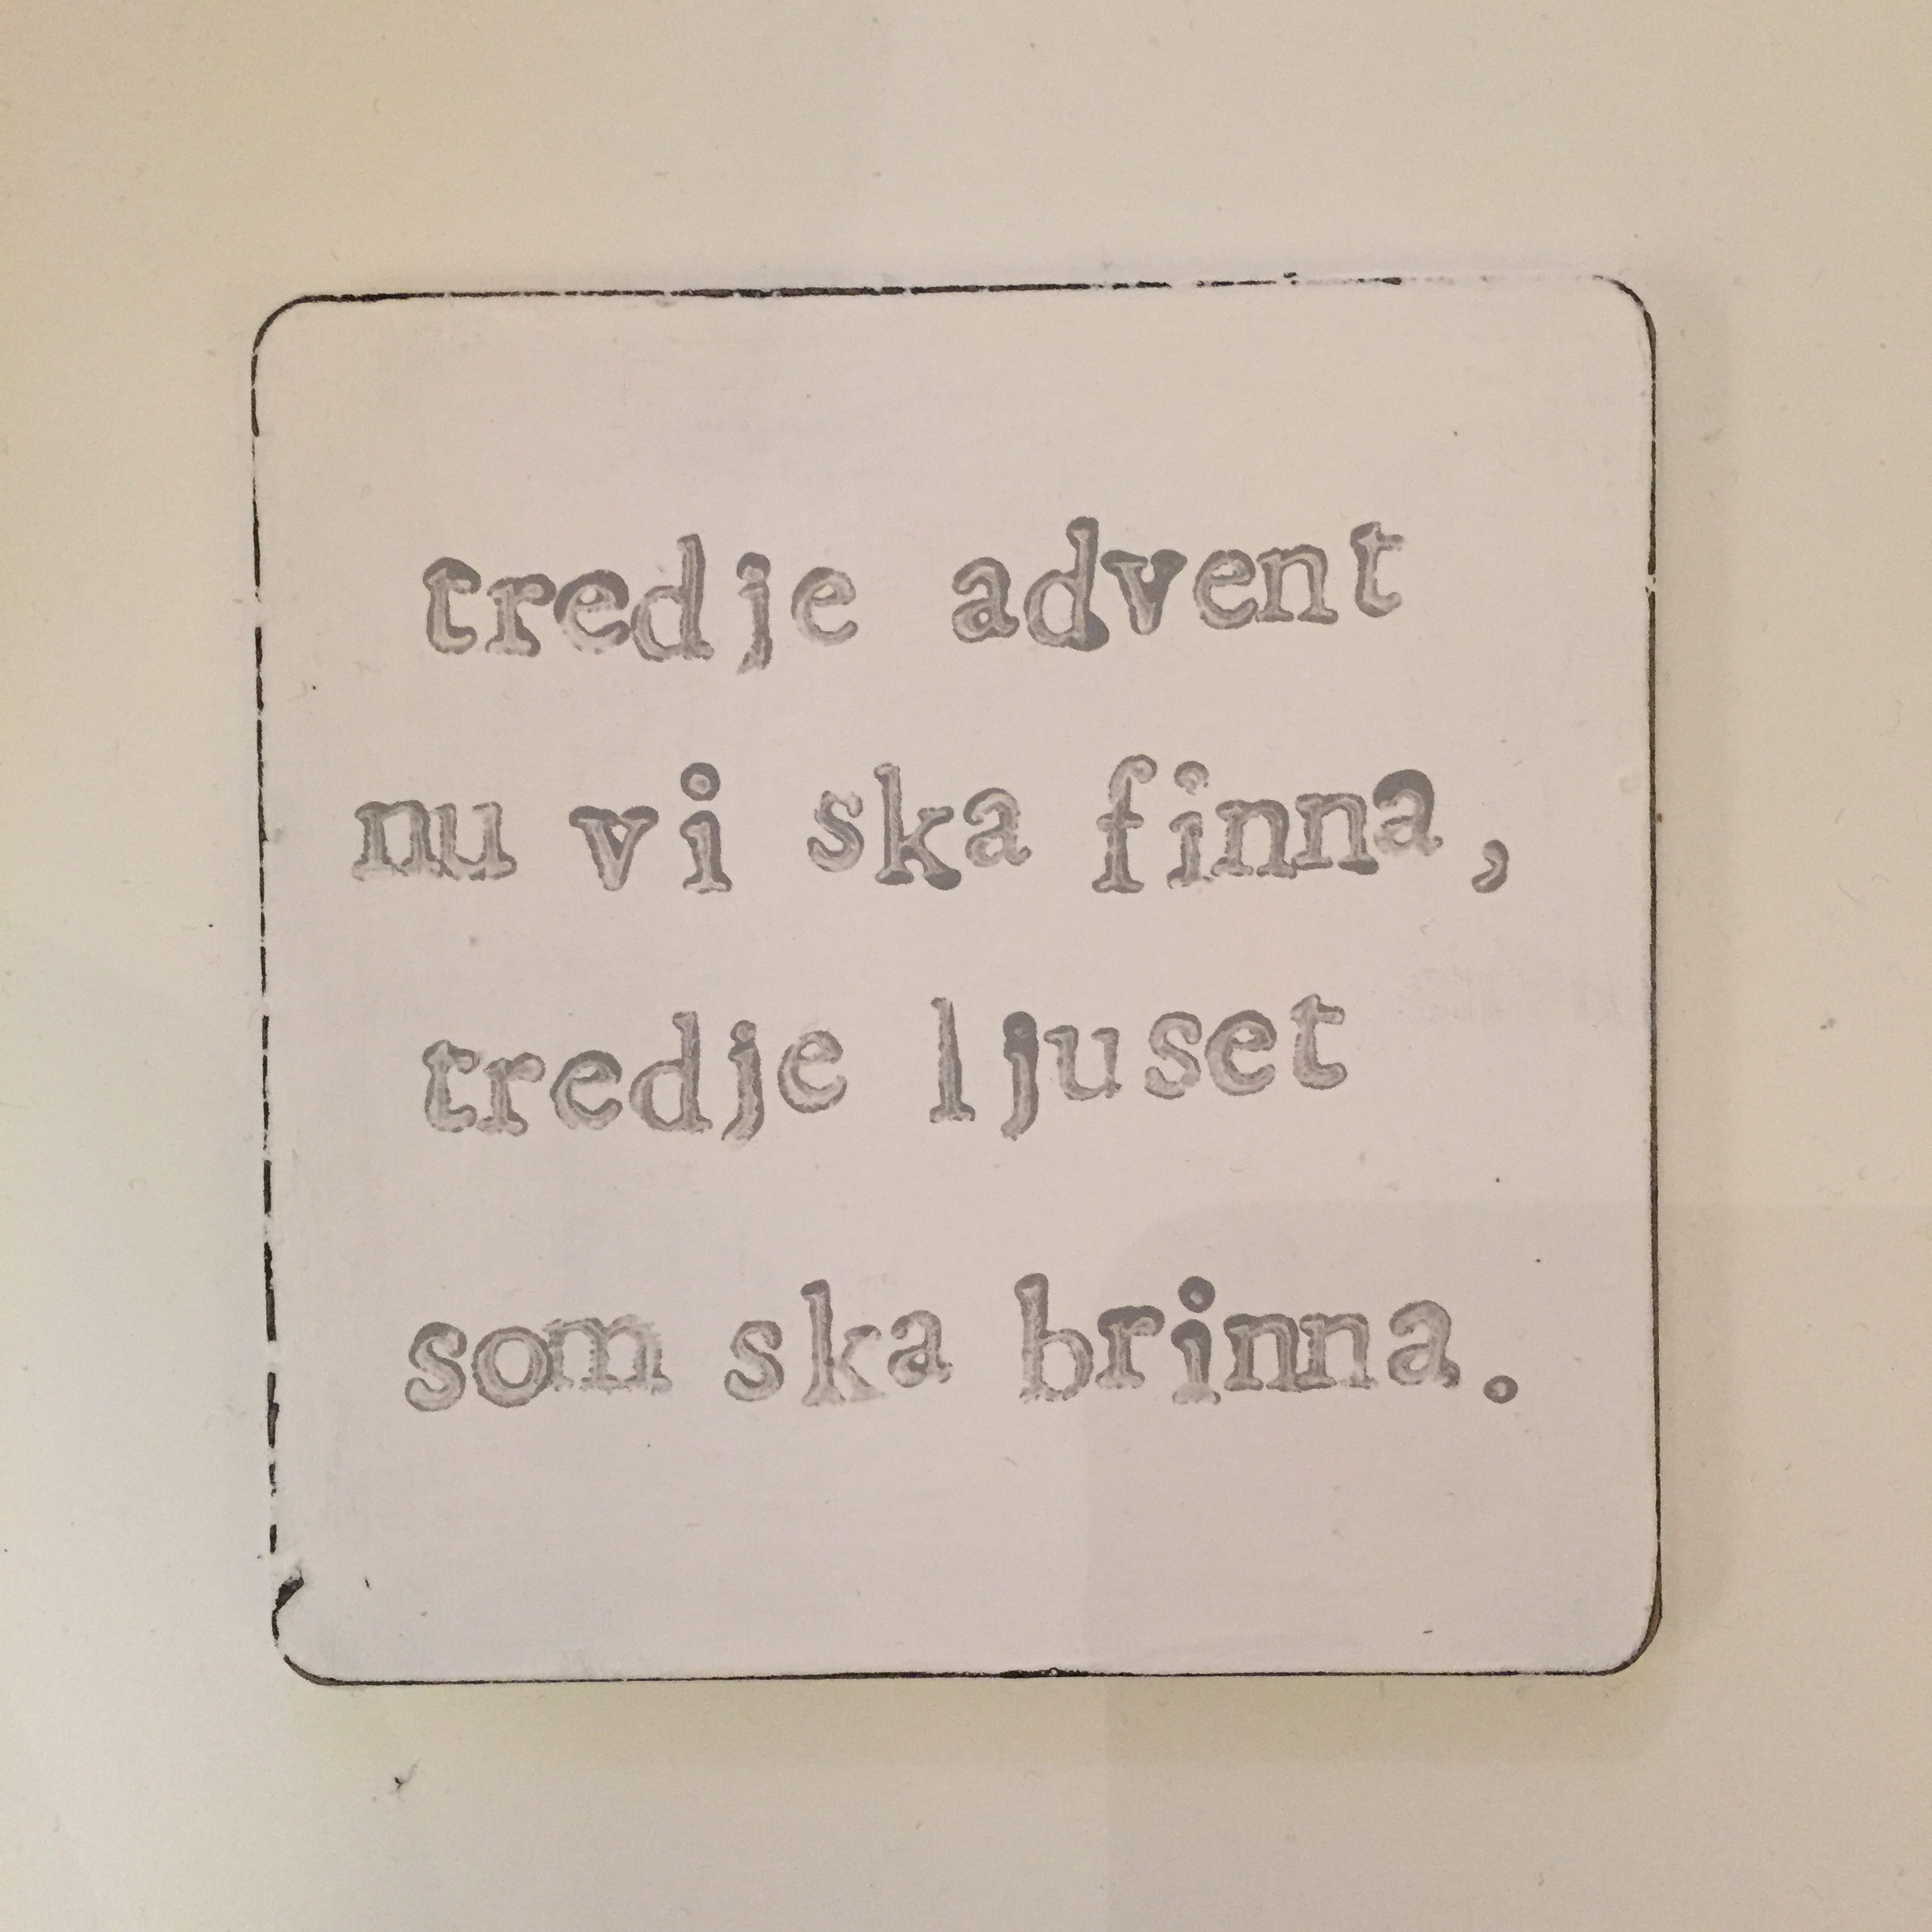 tredje advent
nu vi ska finna,
tredje ljuset
som ska brinna.